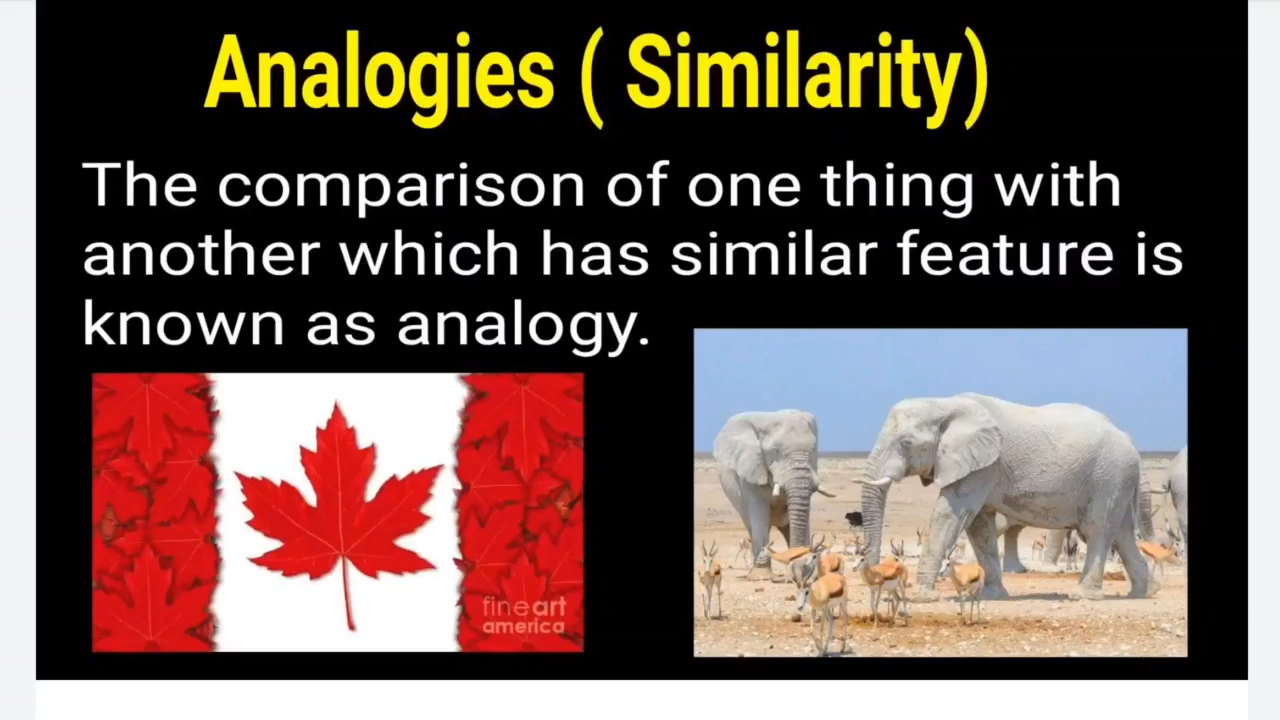 Analogies ( Similarity)
The comparison of one thing with
another which has similar feature is
known as analogy.
fineart
america